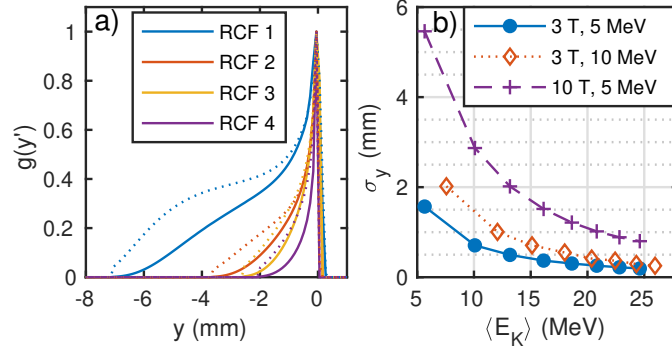 a)
RCF 1
RCF 2
RCF 3
RCF 4
1
0.8
0.6
0.4
0.2
0
g(y')
-8
-6
-4
-2
0
y (mm)
b)
3 T, 5 MeV
3 T, 10 MeV
10 T, 5 MeV
6
4
2
0
σ_y (mm)
5
10
15
20
25
⟨E_K⟩ (MeV)